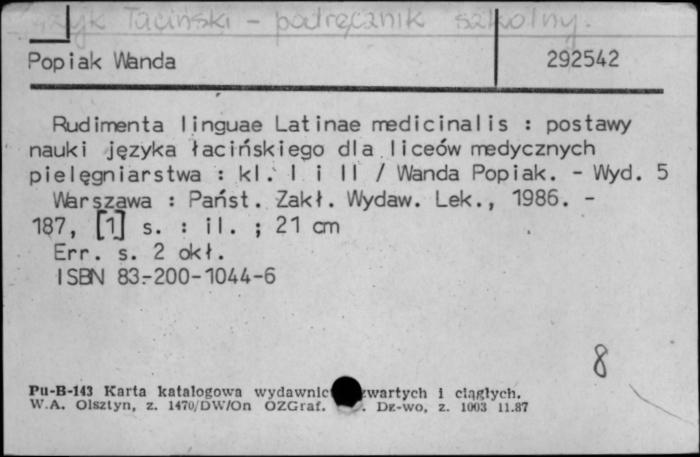 Język łaciński - podręcznik szkolny.
Popiak Wanda 292542
Rudimenta linguae Latinae medicinalis : postawy
nauki języka łacińskiego dla liceów medycznych
pielęgniarstwa : kl. I i II / Wanda Popiak. - Wyd. 5
Warszawa : Państ. Zakł. Wydaw. Lek., 1986. -
187, [1] s. : il. ; 21 cm
Err. s. 2 okł.
ISBN 83-200-1044-6
8
Pu-B-143 Karta katalogowa wydawnic zwartych i ciągłych.
W.A. Olsztyn, z. 1470/DW/On OZGraf. . Dz-wo, z. 1003 11.87